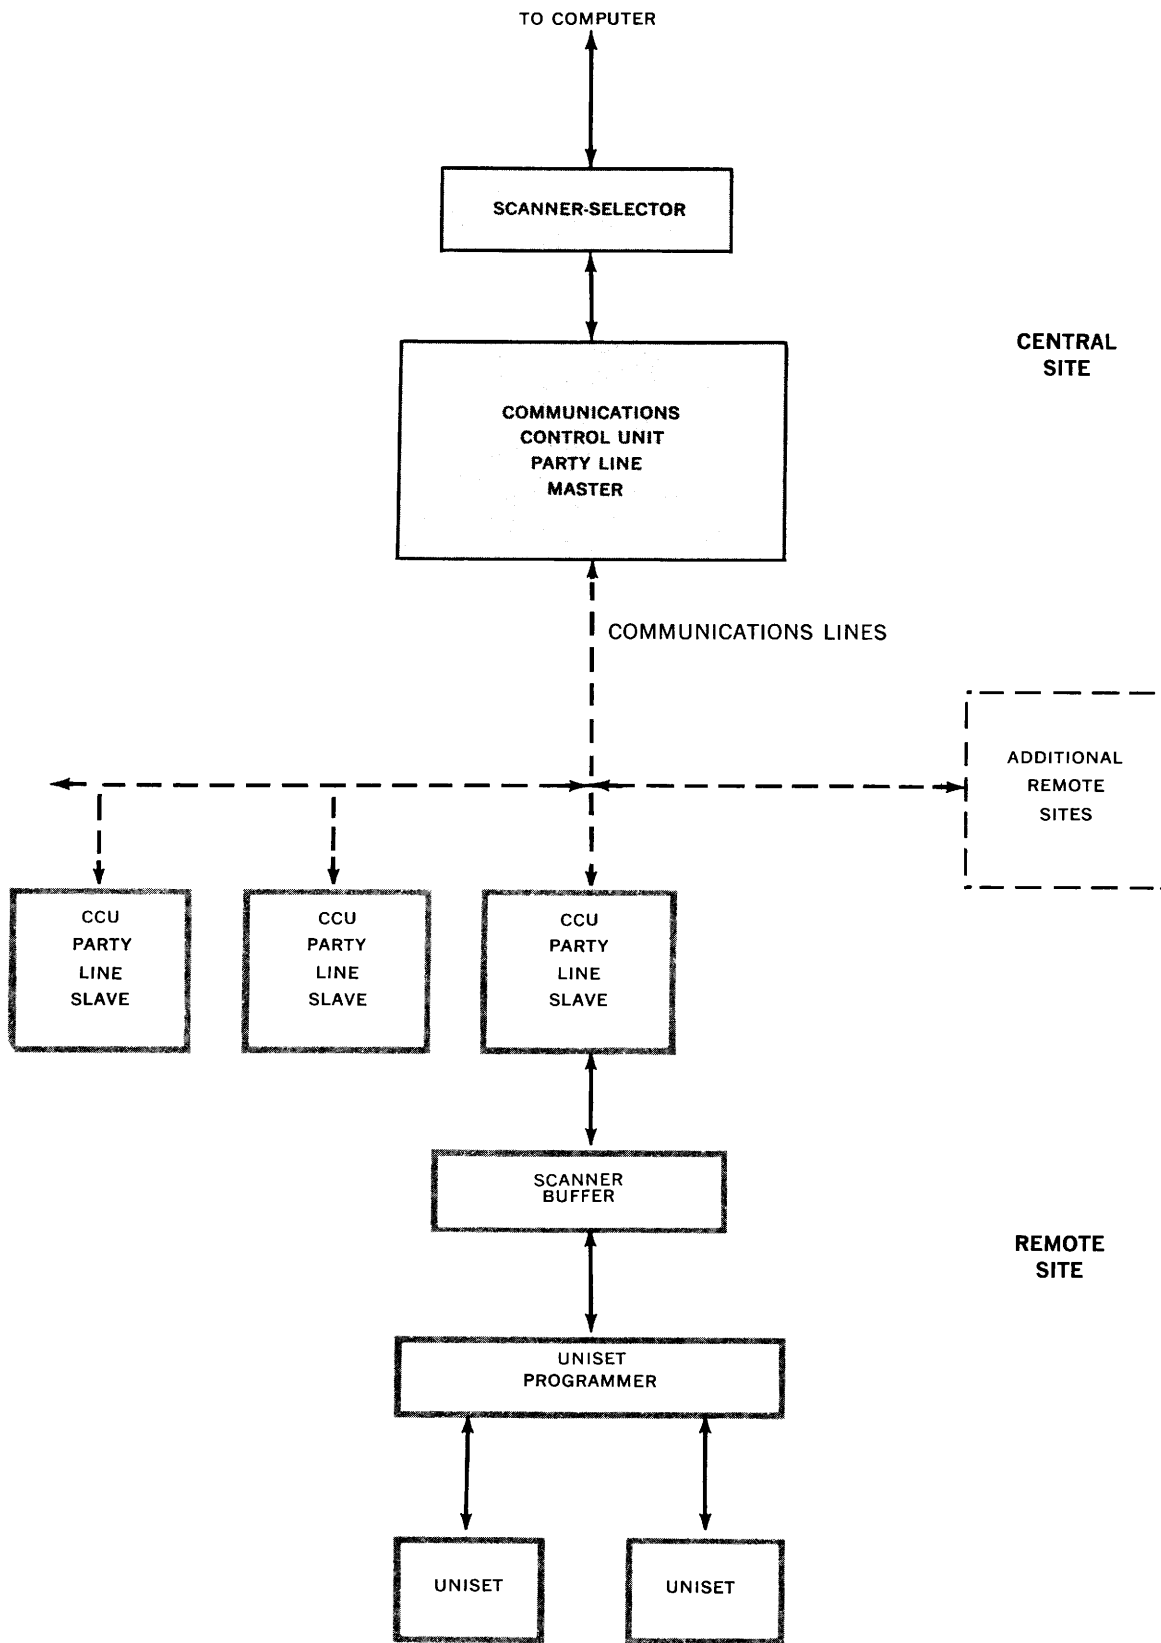 TO COMPUTER
SCANNER-SELECTOR
CENTRAL
SITE
COMMUNICATIONS
CONTROL UNIT
PARTY LINE
MASTER
COMMUNICATIONS LINES
ADDITIONAL
REMOTE
SITES
CCU
PARTY
LINE
SLAVE
CCU
PARTY
LINE
SLAVE
CCU
PARTY
LINE
SLAVE
SCANNER
BUFFER
REMOTE
SITE
UNISET
PROGRAMMER
UNISET
UNISET